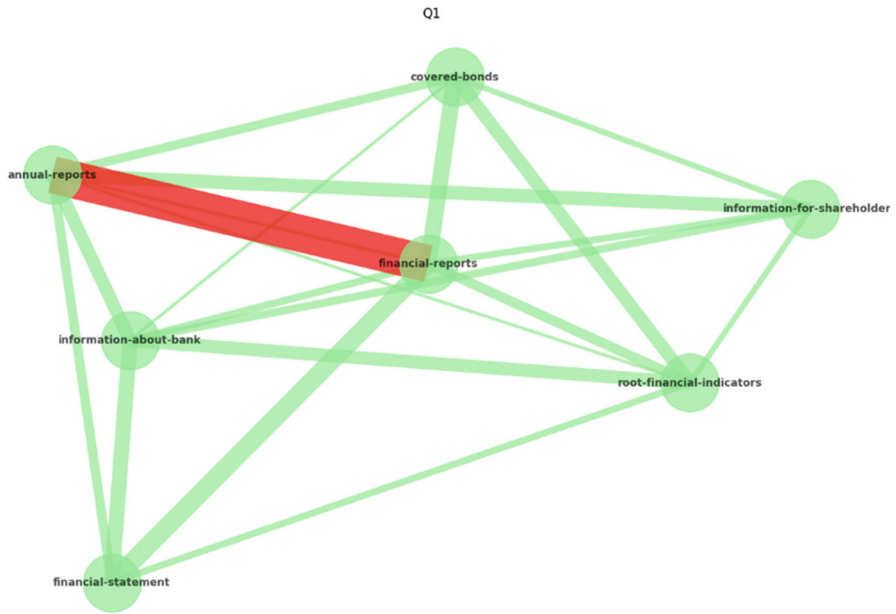 Q1
covered-bonds
annual-reports
information-for-shareholder
financial-reports
information-about-bank
root-financial-indicators
financial-statement